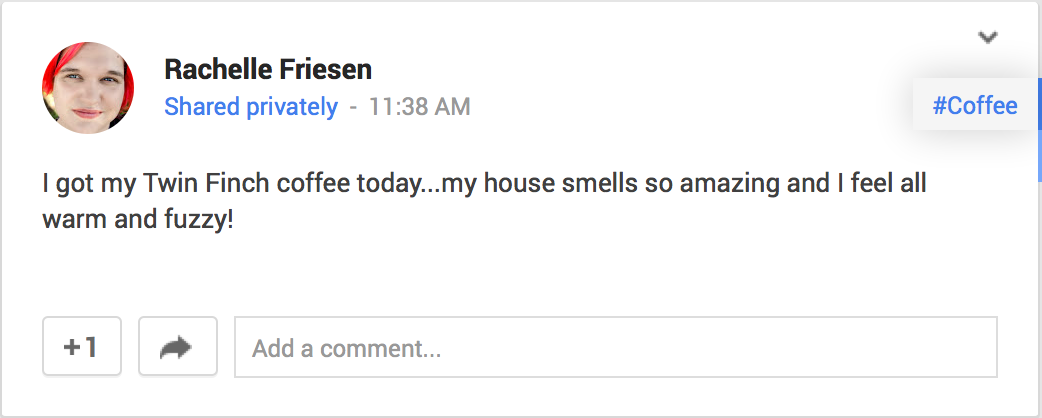 Rachelle Friesen
Shared privately - 11:38 AM
#Coffee
I got my Twin Finch coffee today...my house smells so amazing and I feel all
warm and fuzzy!
+1
Add a comment...